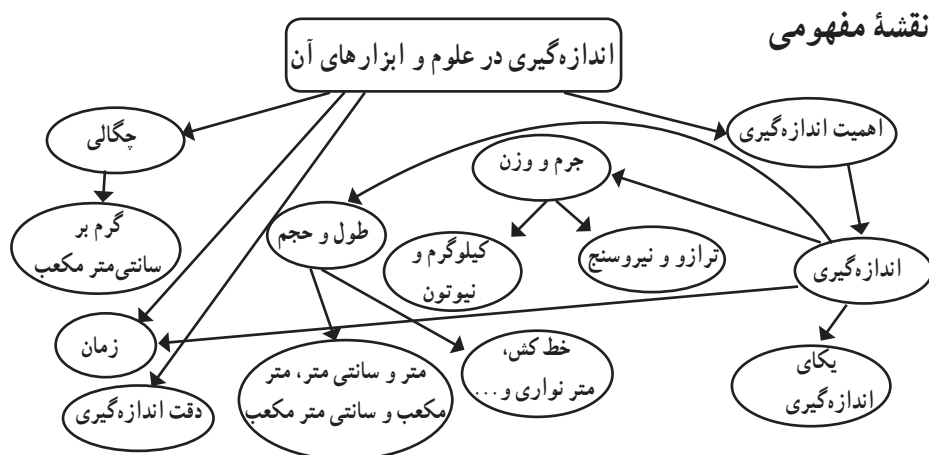 نقشهٔ مفهومی
اندازه‌گیری در علوم و ابزارهای آن
اهمیت اندازه‌گیری
چگالی
جرم و وزن
گرم بر
سانتی‌متر مکعب
طول و حجم
کیلوگرم و
نیوتون
ترازو و نیروسنج
اندازه‌گیری
زمان
خط کش،
متر نواری و...
متر و سانتی متر، متر
مکعب و سانتی متر مکعب
یکای
اندازه‌گیری
دقت اندازه‌گیری